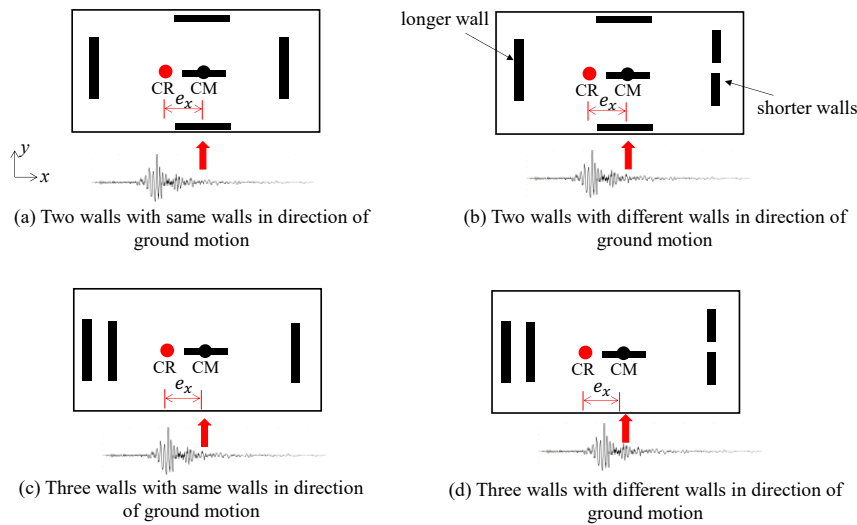 longer wall
CR
CM
e_x
y
x
(a) Two walls with same walls in direction of
ground motion
CR
CM
e_x
shorter walls
(b) Two walls with different walls in direction of
ground motion
CR
CM
e_x
(c) Three walls with same walls in direction
of ground motion
CR
CM
e_x
(d) Three walls with different walls in direction of
ground motion